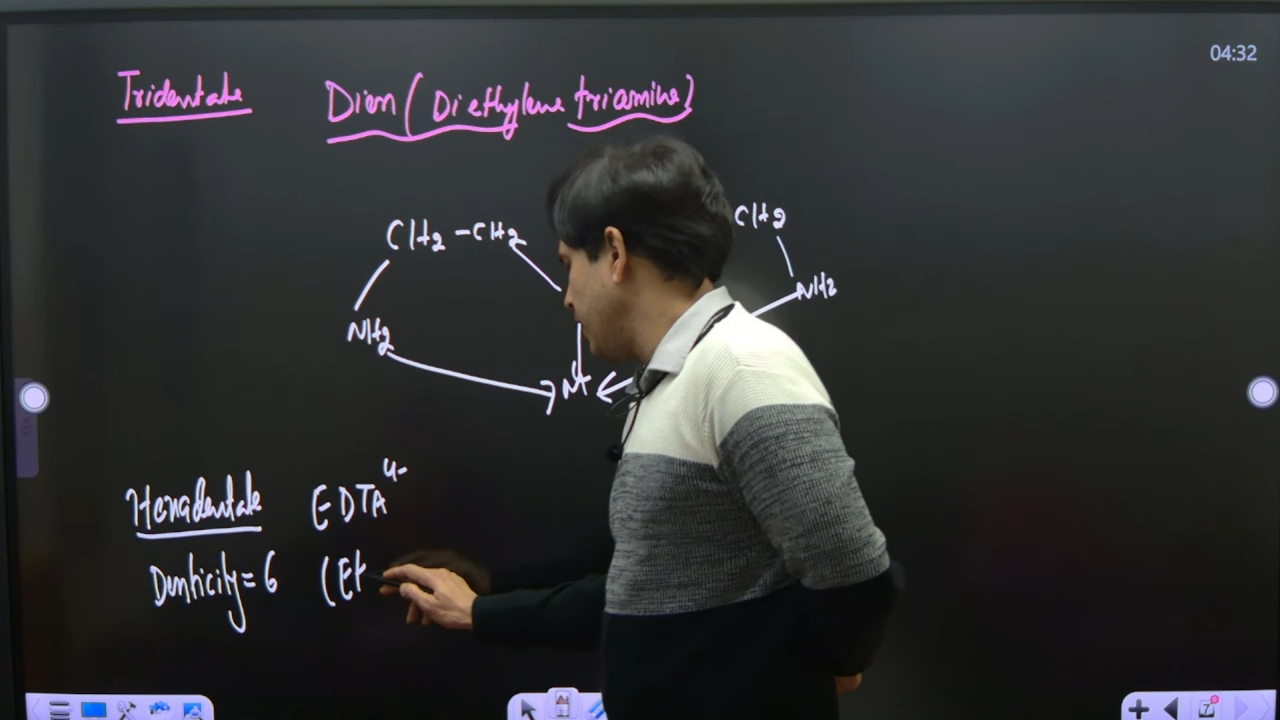 04:32
Tridentate Dien (Diethylene triamine)
CH2 - CH2 CH2
NH2 NH2
M
Hexadentate EDTA4-
Denticity = 6 (Et